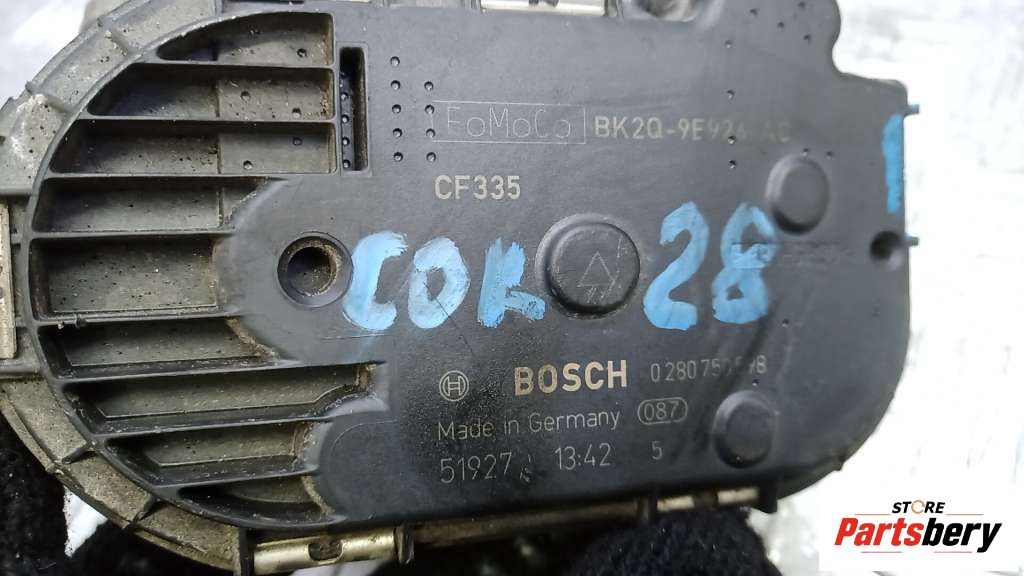 FoMoCo BK2Q-9E926 AC
CF335
COR 28
BOSCH
Made in Germany 087
51927 13:42 5
STORE
Partsbery